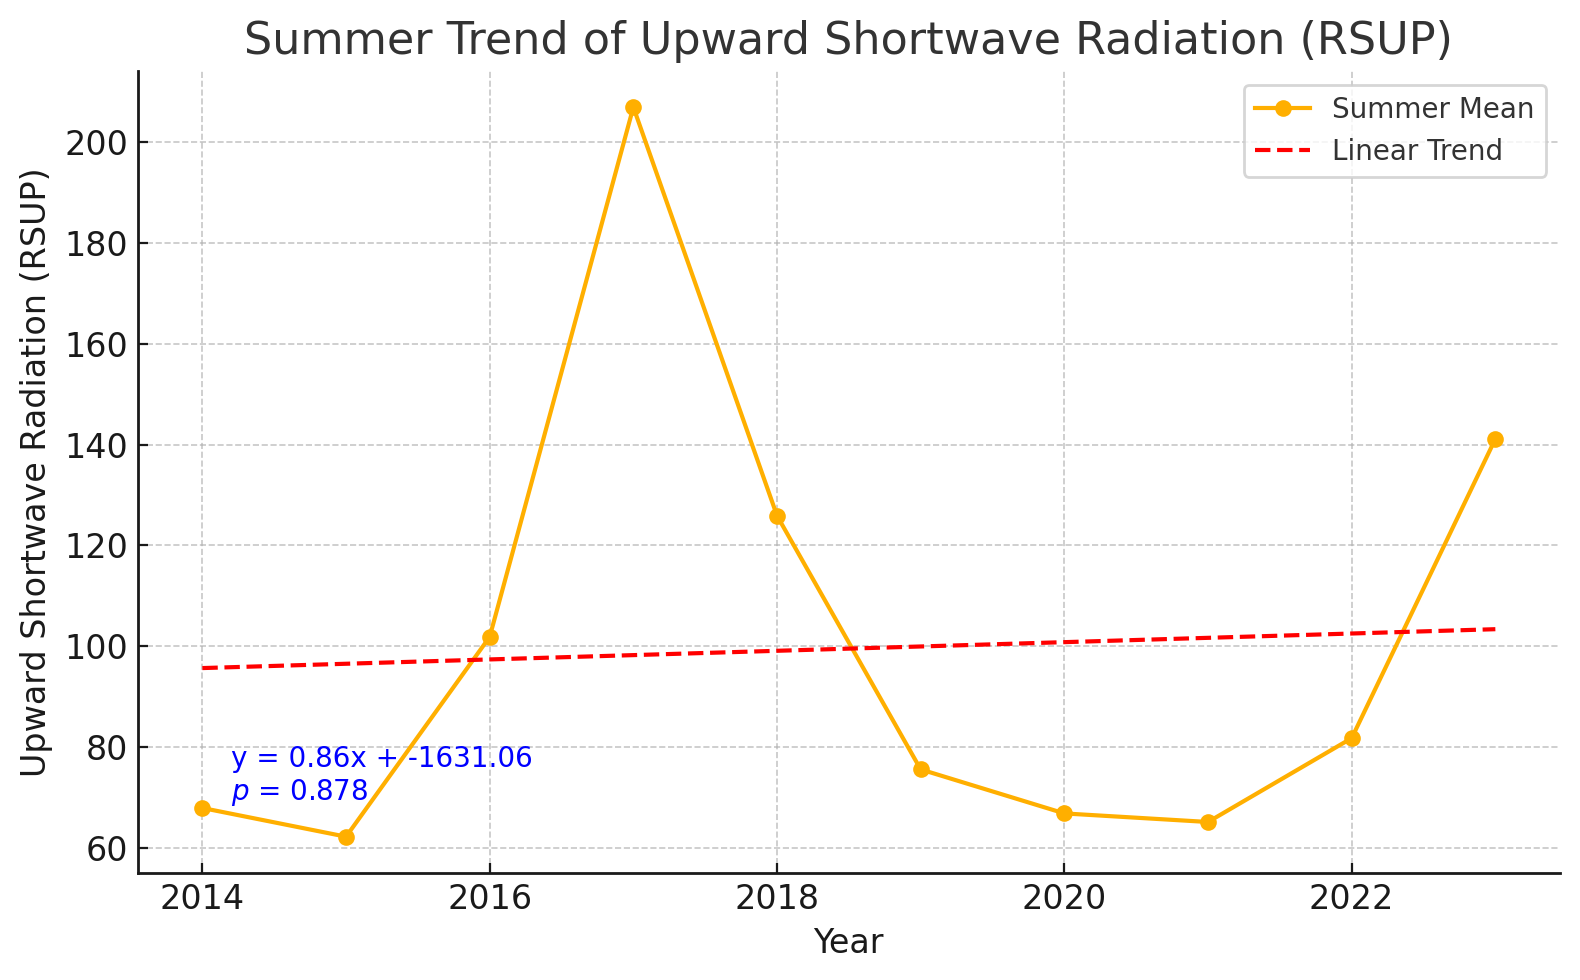 Summer Trend of Upward Shortwave Radiation (RSUP)
Summer Mean
Linear Trend
Upward Shortwave Radiation (RSUP)
200
180
160
140
120
100
80
60
y = 0.86x + -1631.06
p = 0.878
2014
2016
2018
2020
2022
Year